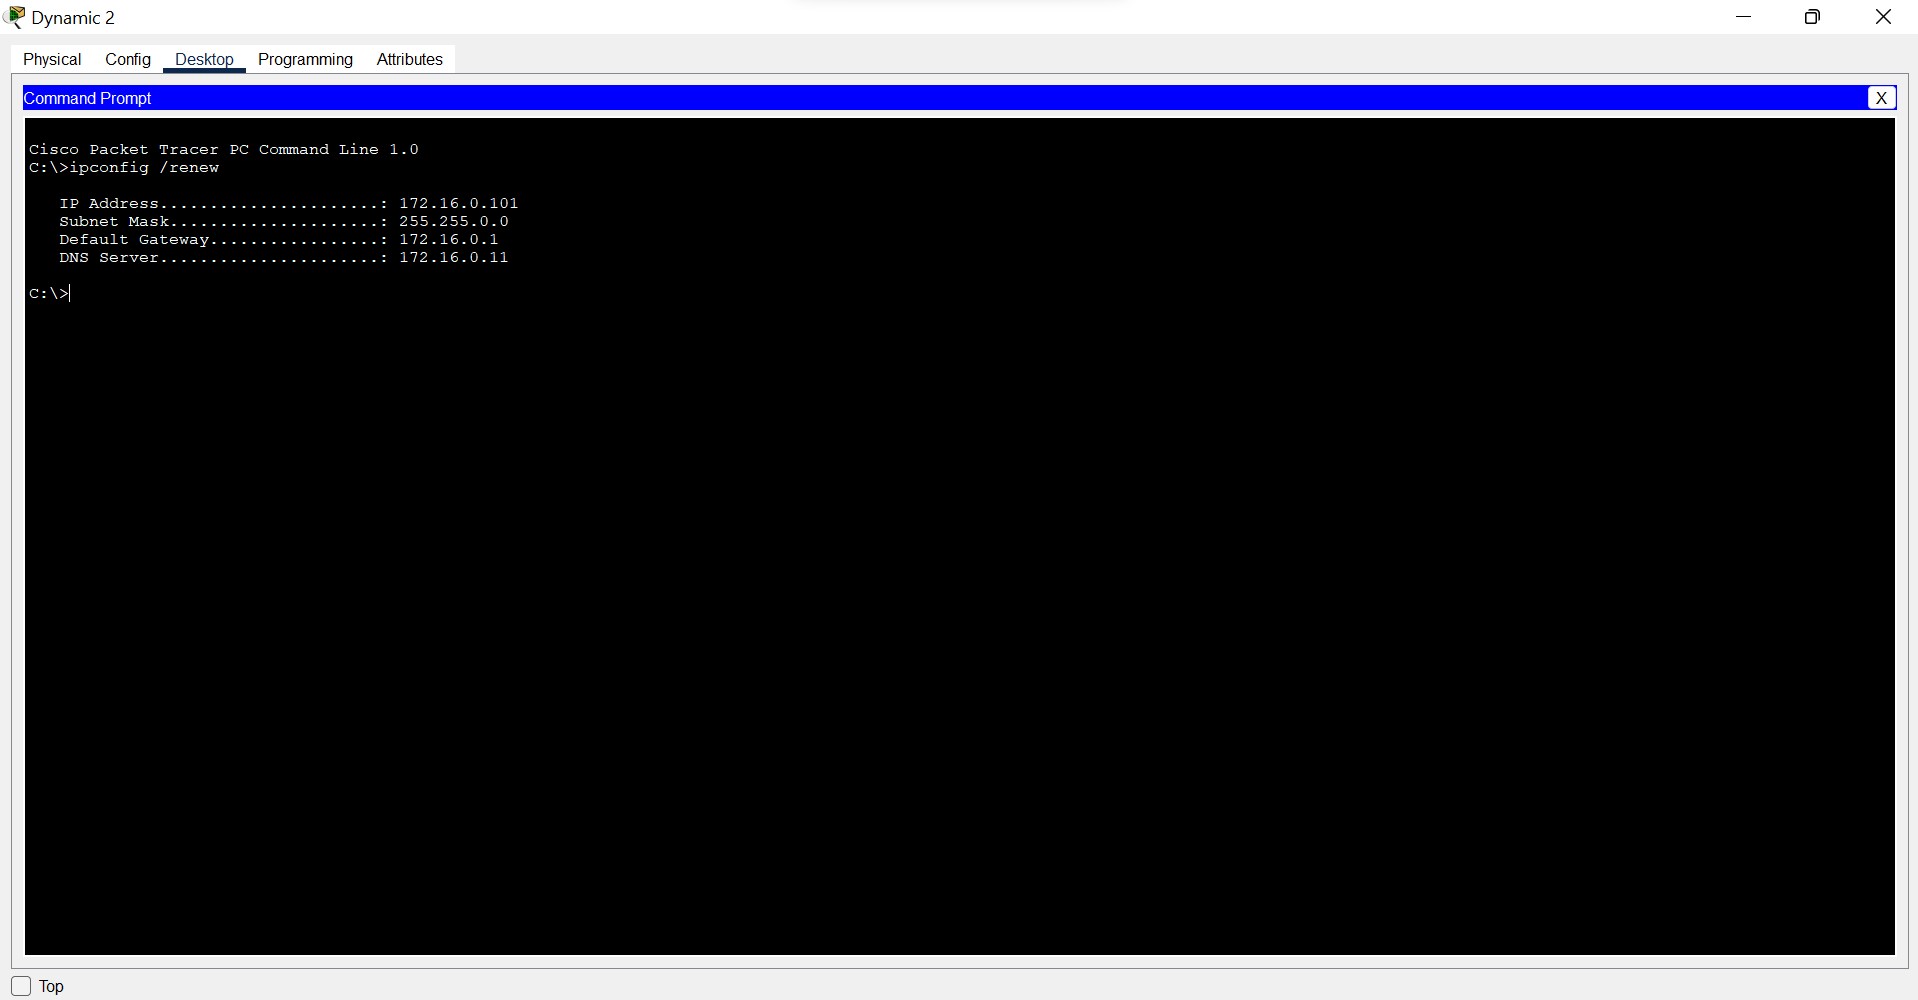 Dynamic 2
Physical Config Desktop Programming Attributes
Command Prompt X
Cisco Packet Tracer PC Command Line 1.0
C:\>ipconfig /renew
IP Address......................: 172.16.0.101
Subnet Mask.....................: 255.255.0.0
Default Gateway.................: 172.16.0.1
DNS Server......................: 172.16.0.11
C:\>
Top